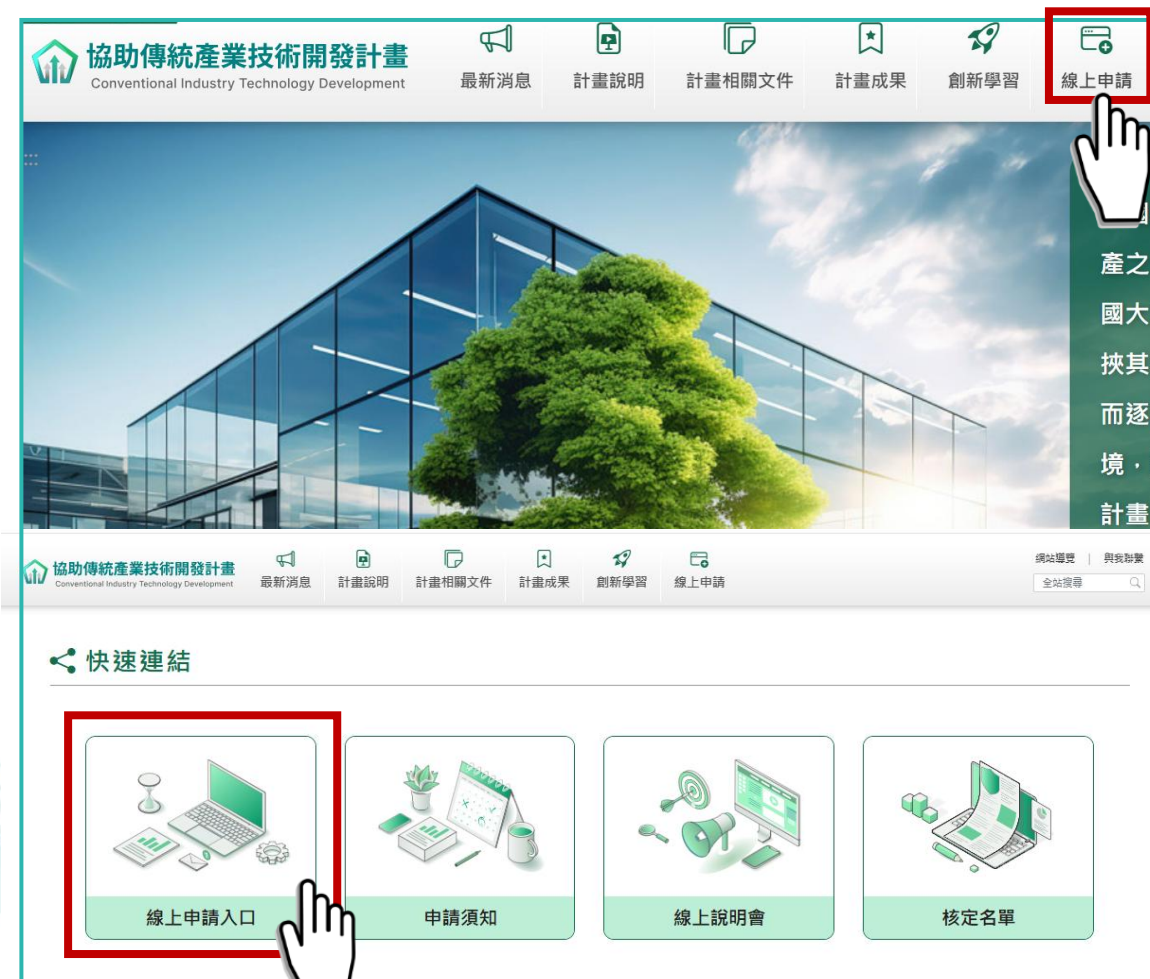 協助傳統產業技術開發計畫
Conventional Industry Technology Development
最新消息 計畫說明 計畫相關文件 計畫成果 創新學習 線上申請
產之
國大
挾其
而逐
境，
計畫
協助傳統產業技術開發計畫
Conventional Industry Technology Development
最新消息 計畫說明 計畫相關文件 計畫成果 創新學習 線上申請
網站導覽 | 與我聯繫
全站搜尋
快速連結
線上申請入口 申請須知 線上說明會 核定名單